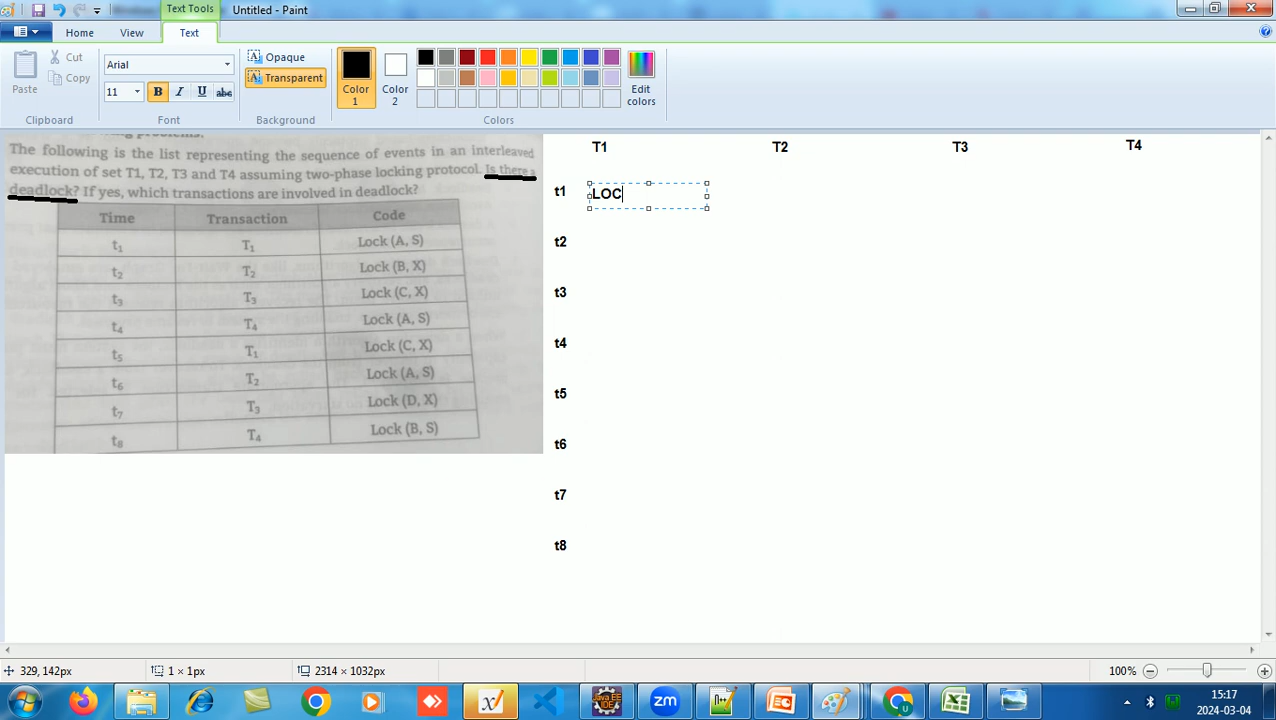 Untitled - Paint
Text Tools
Home
View
Text
Paste
Cut
Copy
Clipboard
Arial
11
B I U abc
Font
Opaque
Transparent
Background
Color 1
Color 2
Edit colors
Colors
The following is the list representing the sequence of events in an interleaved
execution of set T1, T2, T3 and T4 assuming two-phase locking protocol. Is there a
deadlock? If yes, which transactions are involved in deadlock?
Time Transaction Code
t1 T1 Lock (A, S)
t2 T2 Lock (B, X)
t3 T3 Lock (C, X)
t4 T4 Lock (A, S)
t5 T1 Lock (C, X)
t6 T2 Lock (A, S)
t7 T3 Lock (D, X)
t8 T4 Lock (B, S)
T1 T2 T3 T4
t1 LOC
t2
t3
t4
t5
t6
t7
t8
329, 142px
1 × 1px
2314 × 1032px
100%
Java EE
IDE
zm
15:17
2024-03-04